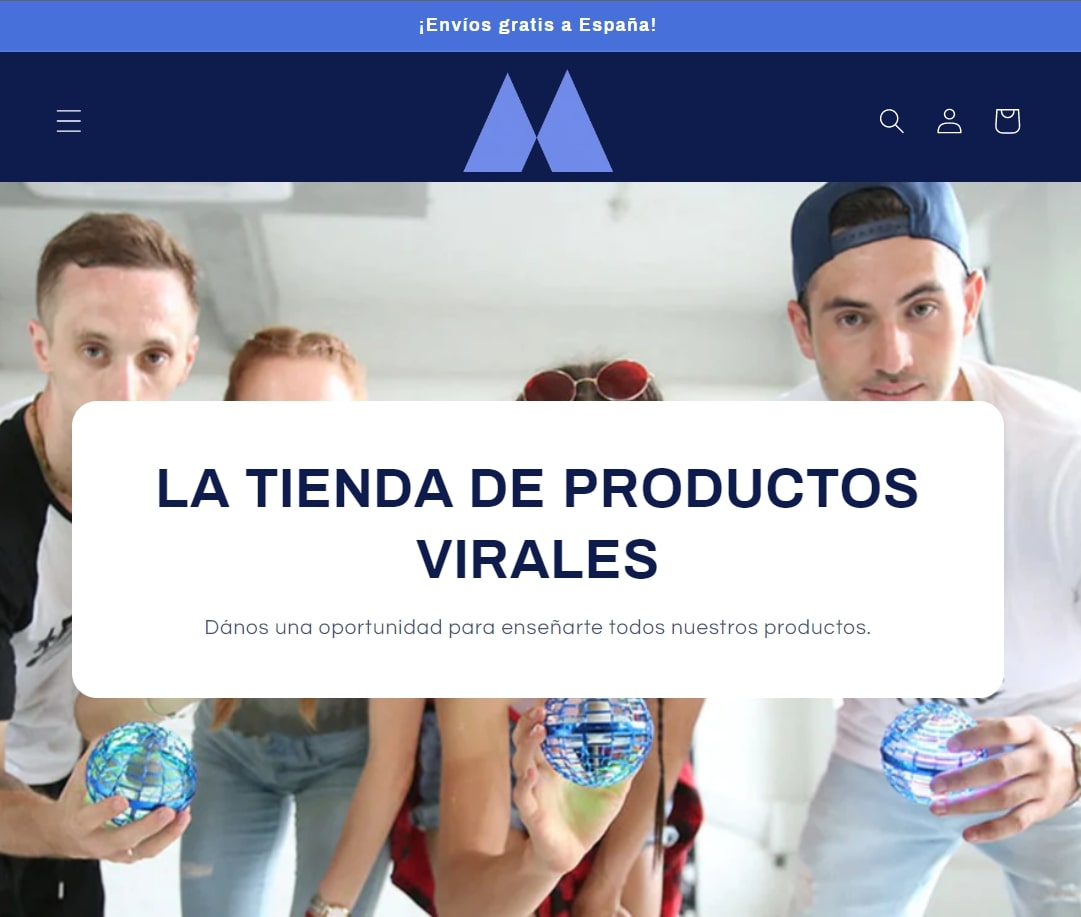 ¡Envíos gratis a España!
LA TIENDA DE PRODUCTOS
VIRALES
Dános una oportunidad para enseñarte todos nuestros productos.